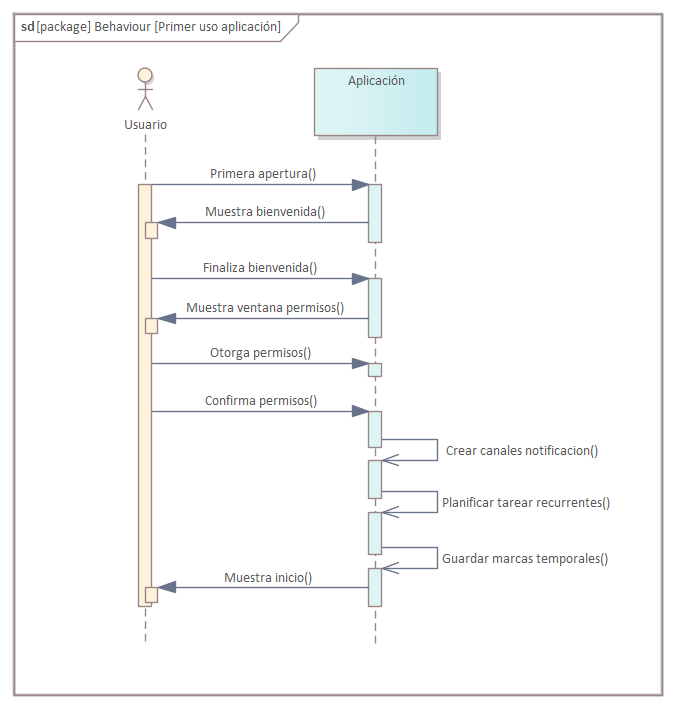 sd [package] Behaviour [Primer uso aplicación]
Usuario
Aplicación
Primera apertura()
Muestra bienvenida()
Finaliza bienvenida()
Muestra ventana permisos()
Otorga permisos()
Confirma permisos()
Crear canales notificacion()
Planificar tarear recurrentes()
Guardar marcas temporales()
Muestra inicio()